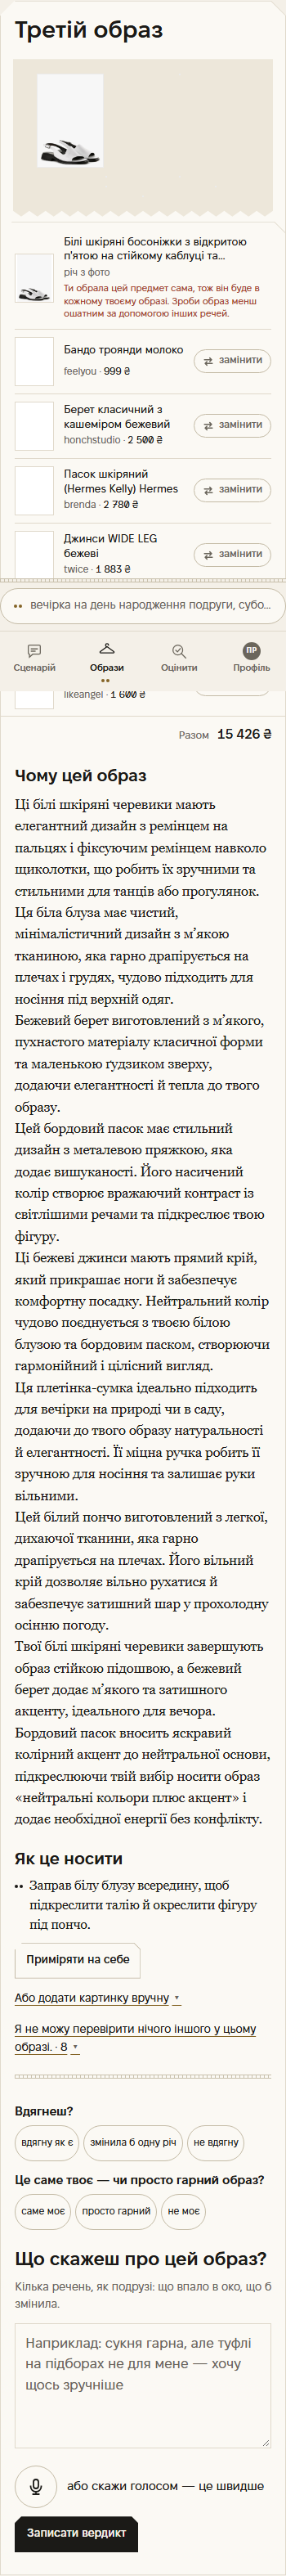 Третій образ
Білі шкіряні босоніжки з відкритою
п'ятою на стійкому каблуці та...
річ з фото
Ти обрала цей предмет сама, тож він буде в
кожному твоєму образі. Зроби образ менш
ошатним за допомогою інших речей.
Бандо троянди молоко
feelyou · 999 ₴
замінити
Берет класичний з
кашеміром бежевий
honchstudio · 2 500 ₴
замінити
Пасок шкіряний
(Hermes Kelly) Hermes
brenda · 2 780 ₴
замінити
Джинси WIDE LEG
бежеві
twice · 1 883 ₴
замінити
вечірка на день народження подруги, субо...
Сценарій
Образи
Оцінити
ПР
Профіль
likeangel · 1 600 ₴
Разом 15 426 ₴
Чому цей образ
Ці білі шкіряні черевики мають
елегантний дизайн з ремінцем на
пальцях і фіксуючим ремінцем навколо
щиколотки, що робить їх зручними та
стильними для танців або прогулянок.
Ця біла блуза має чистий,
мінімалістичний дизайн з м’якою
тканиною, яка гарно драпірується на
плечах і грудях, чудово підходить для
носіння під верхній одяг.
Бежевий берет виготовлений з м’якого,
пухнастого матеріалу класичної форми
та маленькою ґудзиком зверху,
додаючи елегантності й тепла до твого
образу.
Цей бордовий пасок має стильний
дизайн з металевою пряжкою, яка
додає вишуканості. Його насичений
колір створює вражаючий контраст із
світлішими речами та підкреслює твою
фігуру.
Ці бежеві джинси мають прямий крій,
який прикрашає ноги й забезпечує
комфортну посадку. Нейтральний колір
чудово поєднується з твоєю білою
блузою та бордовим паском, створюючи
гармонійний і цілісний вигляд.
Ця плетінка-сумка ідеально підходить
для вечірки на природі чи в саду,
додаючи до твого образу натуральності
й елегантності. Її міцна ручка робить її
зручною для носіння та залишає руки
вільними.
Цей білий пончо виготовлений з легкої,
дихаючої тканини, яка гарно
драпірується на плечах. Його вільний
крій дозволяє вільно рухатися й
забезпечує затишний шар у прохолодну
осінню погоду.
Твої білі шкіряні черевики завершують
образ стійкою підошвою, а бежевий
берет додає м’якого та затишного
акценту, ідеального для вечора.
Бордовий пасок вносить яскравий
колірний акцент до нейтральної основи,
підкреслюючи твій вибір носити образ
«нейтральні кольори плюс акцент» і
додає необхідної енергії без конфлікту.
Як це носити
Заправ білу блузу всередину, щоб
підкреслити талію й окреслити фігуру
під пончо.
Приміряти на себе
Або додати картинку вручну
Я не можу перевірити нічого іншого у цьому
образі. · 8
Вдягнеш?
вдягну як є
змінила б одну річ
не вдягну
Це саме твоє — чи просто гарний образ?
саме моє
просто гарний
не моє
Що скажеш про цей образ?
Кілька речень, як подрузі: що впало в око, що б
змінила.
Наприклад: сукня гарна, але туфлі
на підборах не для мене — хочу
щось зручніше
або скажи голосом — це швидше
Записати вердикт